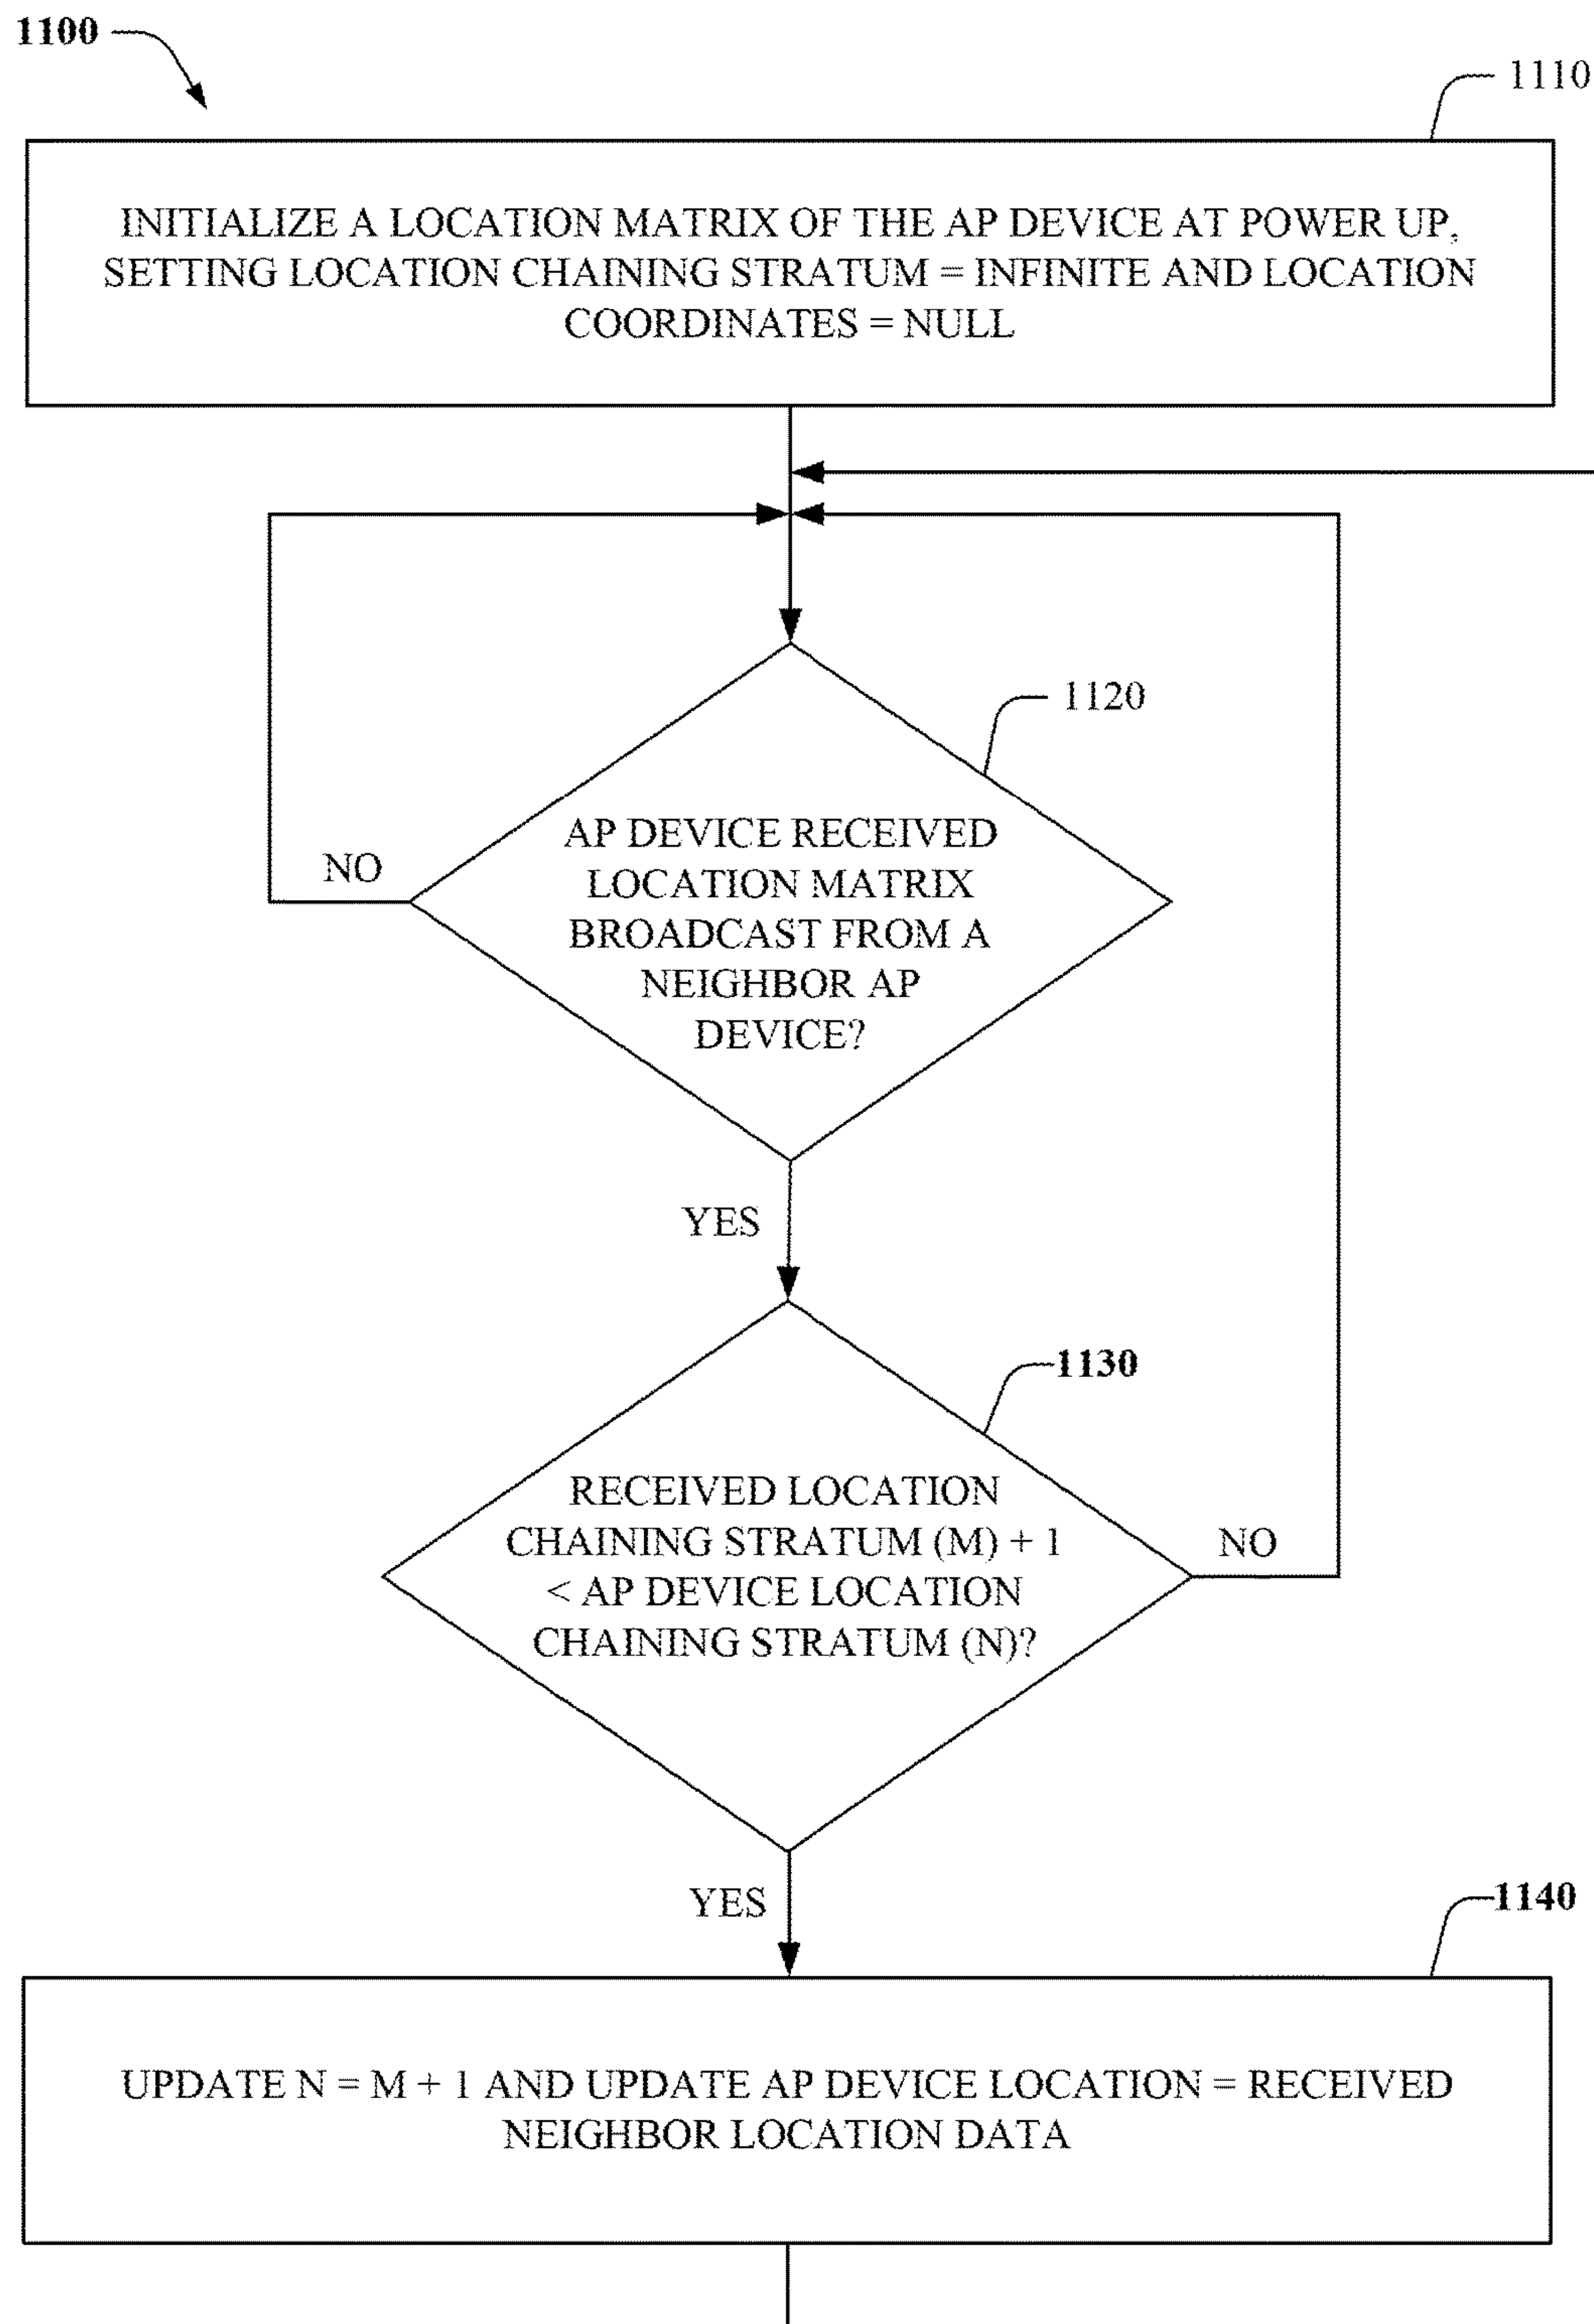 1100
1110
INITIALIZE A LOCATION MATRIX OF THE AP DEVICE AT POWER UP,
SETTING LOCATION CHAINING STRATUM = INFINITE AND LOCATION
COORDINATES = NULL
1120
AP DEVICE RECEIVED
LOCATION MATRIX
BROADCAST FROM A
NEIGHBOR AP
DEVICE?
NO
YES
1130
RECEIVED LOCATION
CHAINING STRATUM (M) + 1
< AP DEVICE LOCATION
CHAINING STRATUM (N)?
NO
YES
1140
UPDATE N = M + 1 AND UPDATE AP DEVICE LOCATION = RECEIVED
NEIGHBOR LOCATION DATA